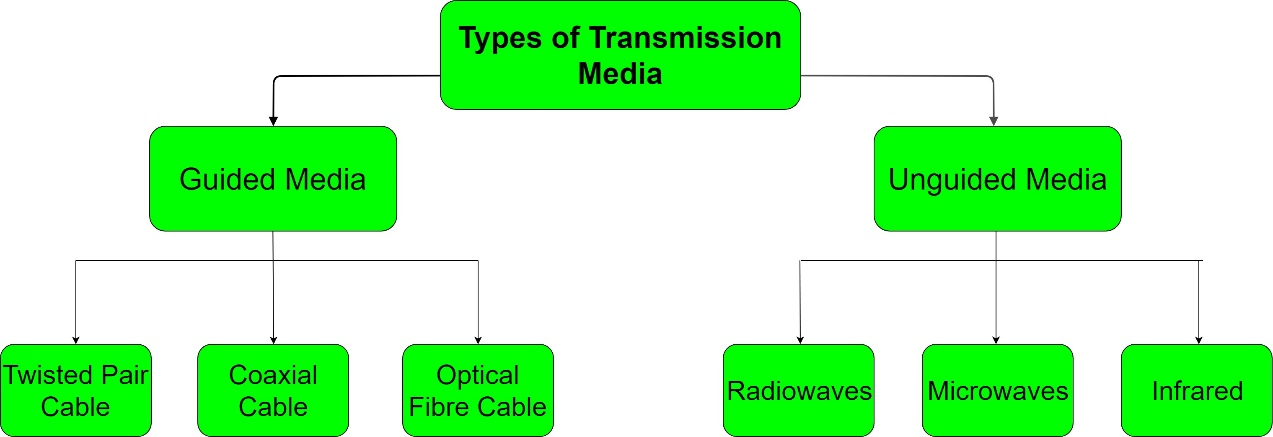 Types of Transmission
Media
Guided Media
Unguided Media
Twisted Pair
Cable
Coaxial
Cable
Optical
Fibre Cable
Radiowaves
Microwaves
Infrared